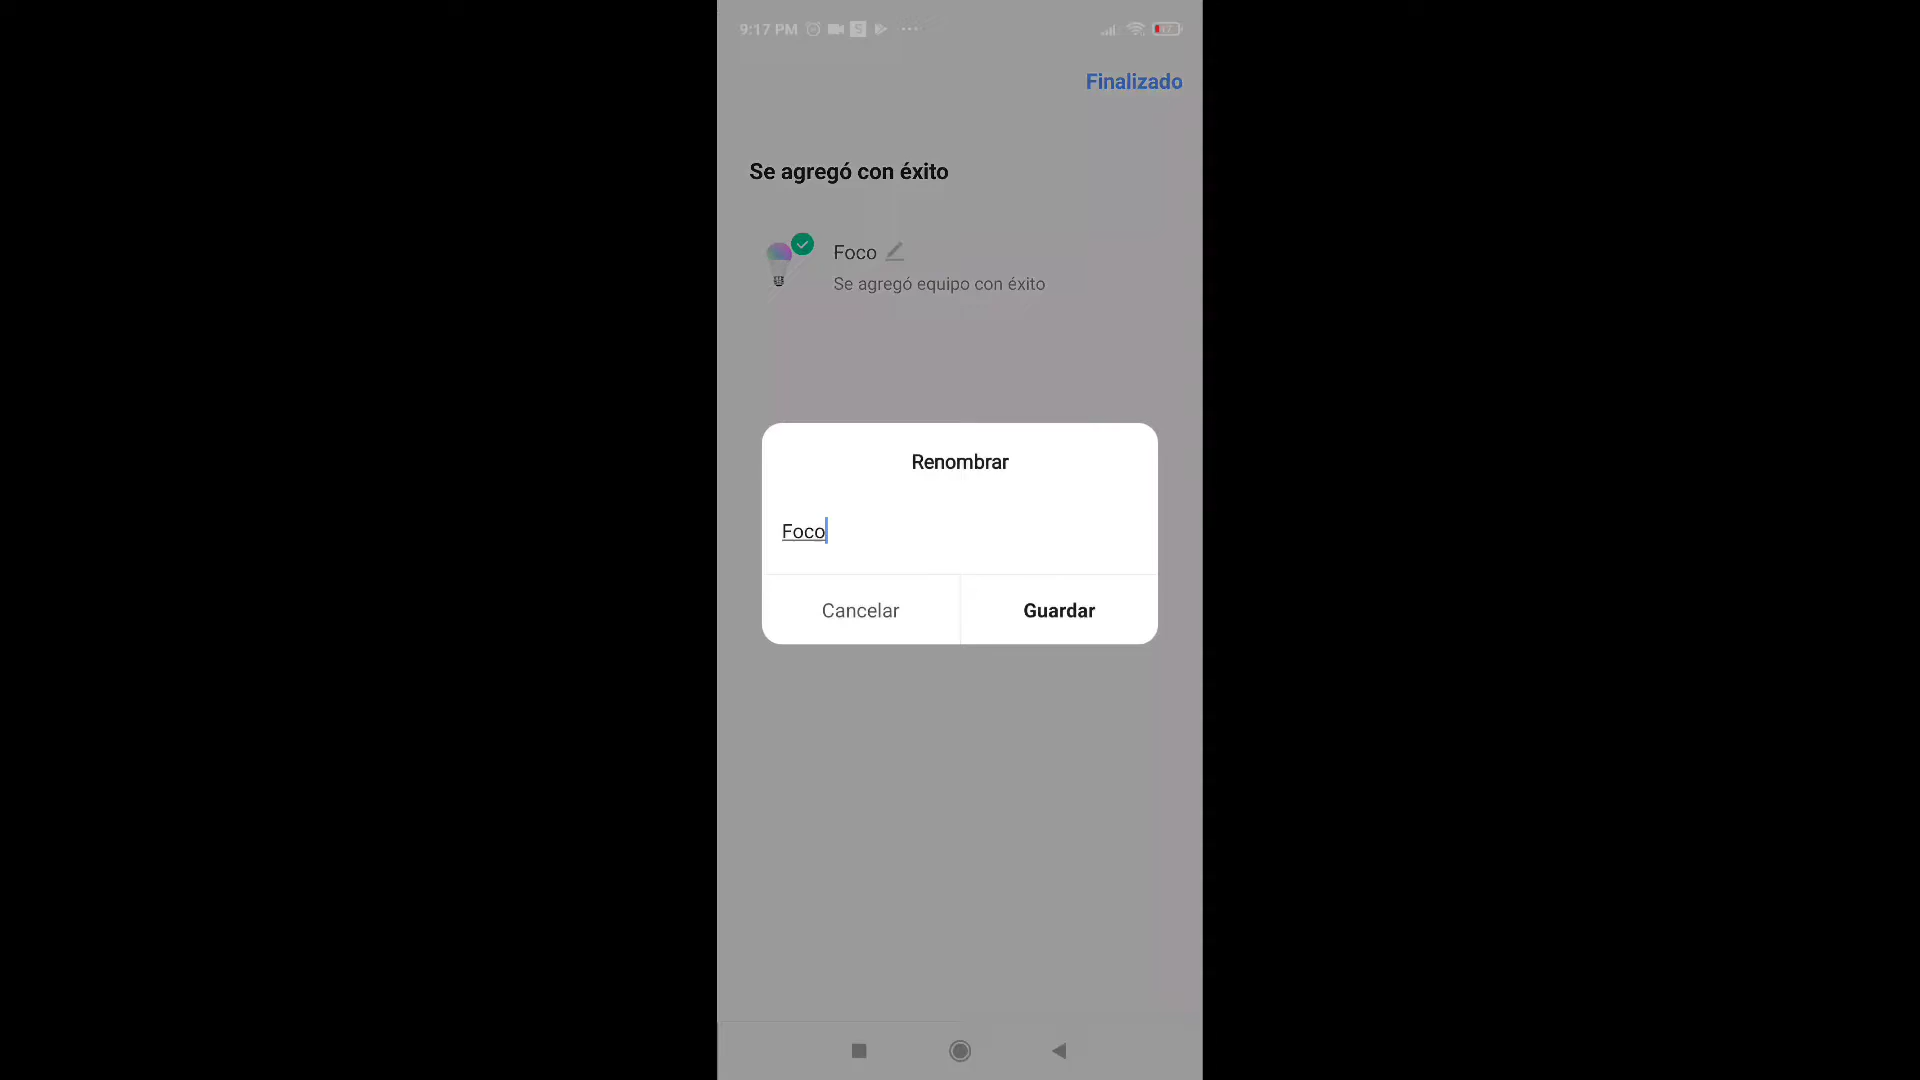 9:17 PM
Finalizado
Se agregó con éxito
Foco
Se agregó equipo con éxito
Renombrar
Foco
Cancelar
Guardar